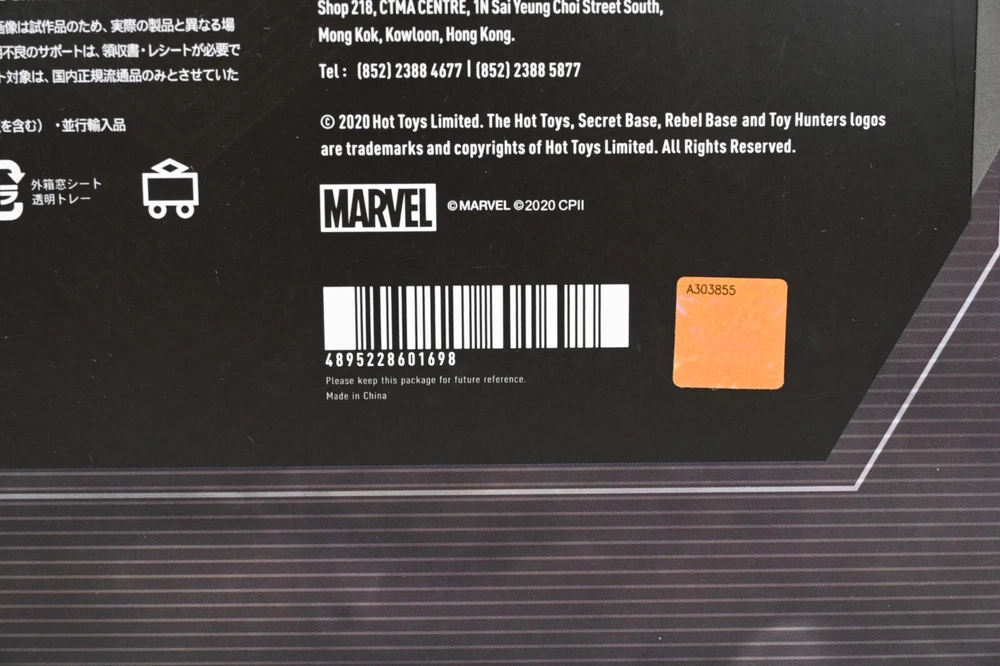 画像は試作品のため、実際の製品と異なる場
不良のサポートは、領収書・レシートが必要で
ト対象は、国内正規流通品のみとさせていた
を含む) ・並行輸入品
ラ
外箱窓シート
透明トレー
Shop 218, CTMA CENTRE, 1N Sai Yeung Choi Street South,
Mong Kok, Kowloon, Hong Kong.
Tel : (852) 2388 4677 | (852) 2388 5877
© 2020 Hot Toys Limited. The Hot Toys, Secret Base, Rebel Base and Toy Hunters logos
are trademarks and copyrights of Hot Toys Limited. All Rights Reserved.
MARVEL ©MARVEL ©2020 CPII
4895228601698
Please keep this package for future reference.
Made in China
A303855